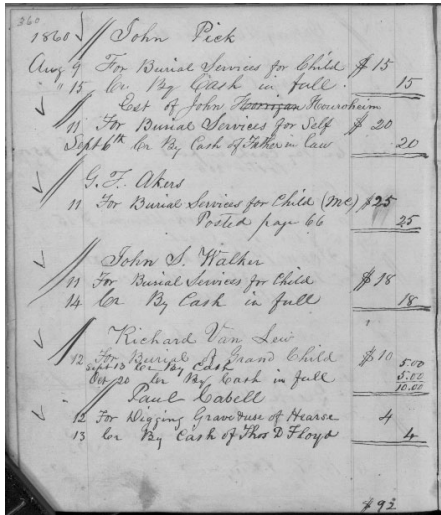 360
1860 John Pick
Aug 9 For Burial Services for Child $15
" 15 Cr By Cash in full 15
Est of John Horrigan Hourahein
11 For Burial Services for Self $ 20
Sept 6th Cr By Cash of Father in law 20
G. F. Akers
11 For Burial Services for Child (Mc) $25
Posted page 66 25
John S. Walker
11 For Burial Services for Child $18
14 Cr By Cash in full 18
Richard Van Lew
12 For Burial of Grand Child $10
Sept 13 Cr By Cash 5.00
Oct 20 Cr By Cash in full 5.00
10.00
Paul Cabell
12 For Digging Grave & use of Hearse 4
13 Cr By Cash of Thos D Floyd 4
$93